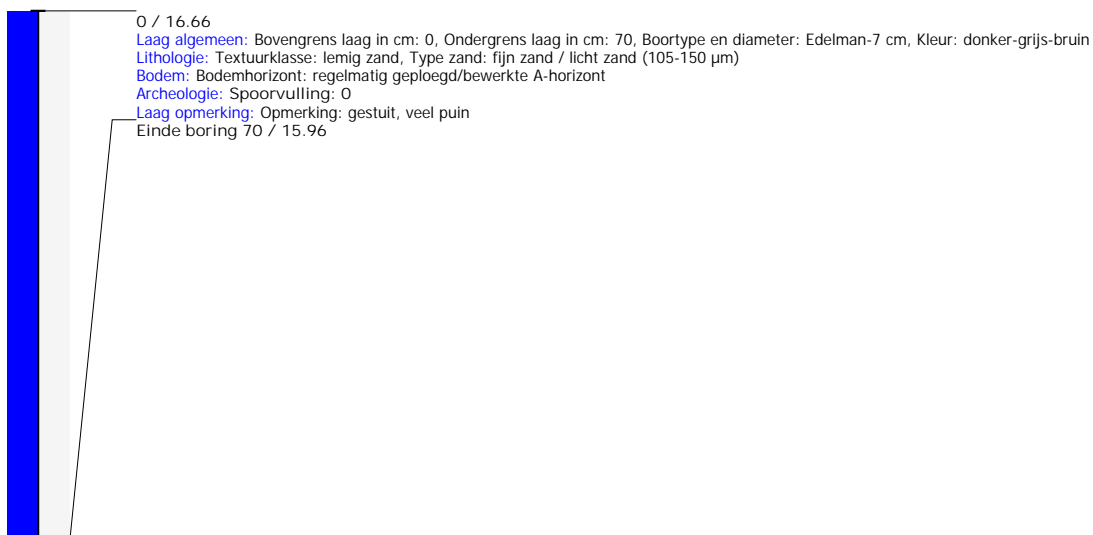 0 / 16.66
Laag algemeen: Bovengrens laag in cm: 0, Ondergrens laag in cm: 70, Boortype en diameter: Edelman-7 cm, Kleur: donker-grijs-bruin
Lithologie: Textuurklasse: lemig zand, Type zand: fijn zand / licht zand (105-150 µm)
Bodem: Bodemhorizont: regelmatig geploegd/bewerkte A-horizont
Archeologie: Spoorvulling: 0
Laag opmerking: Opmerking: gestuit, veel puin
Einde boring 70 / 15.96